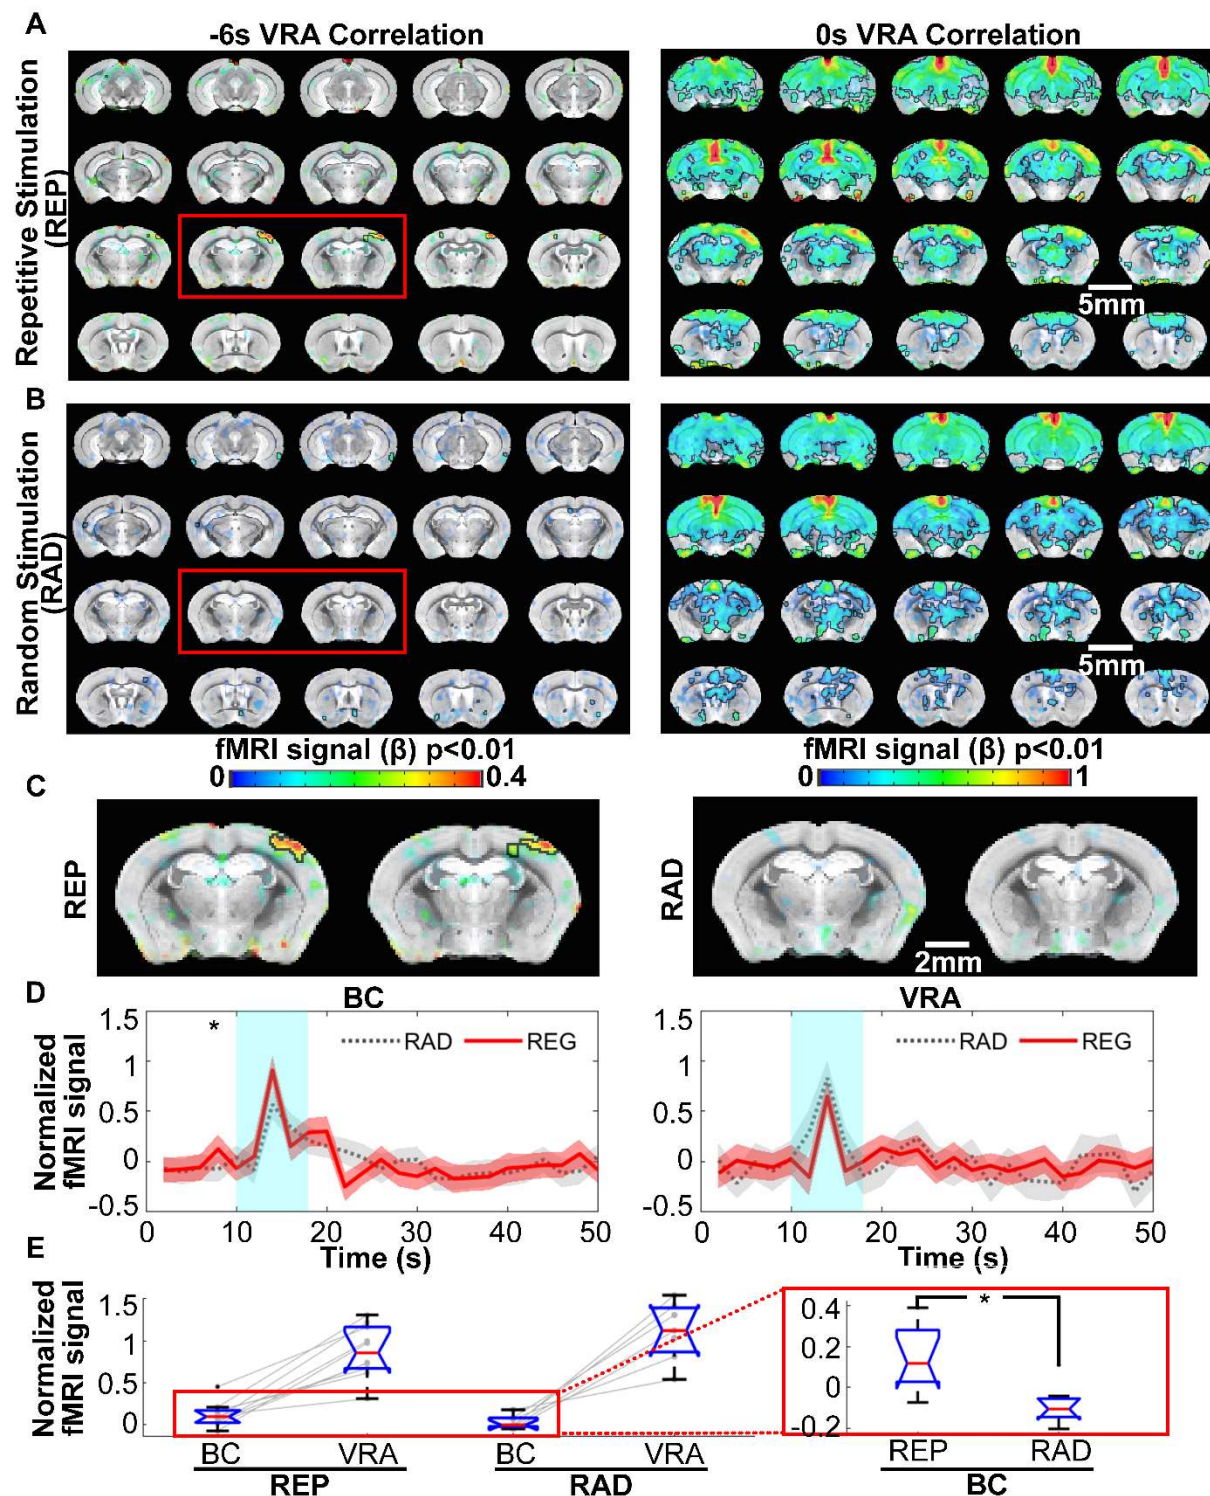 A
-6s VRA Correlation
0s VRA Correlation
Repetitive Stimulation
(REP)
5mm
B
Random Stimulation
(RAD)
5mm
fMRI signal (β) p<0.01
fMRI signal (β) p<0.01
0
0.4
0
1
C
REP
RAD
2mm
D
BC
VRA
Normalized
fMRI signal
1.5
1
0.5
0
-0.5
*
RAD
REG
0
10
20
30
40
50
Time (s)
1.5
1
0.5
0
-0.5
RAD
REG
0
10
20
30
40
50
Time (s)
E
Normalized
fMRI signal
1.5
1
0.5
0
BC
VRA
BC
VRA
REP
RAD
0.4
0.2
0
-0.2
*
REP
RAD
BC